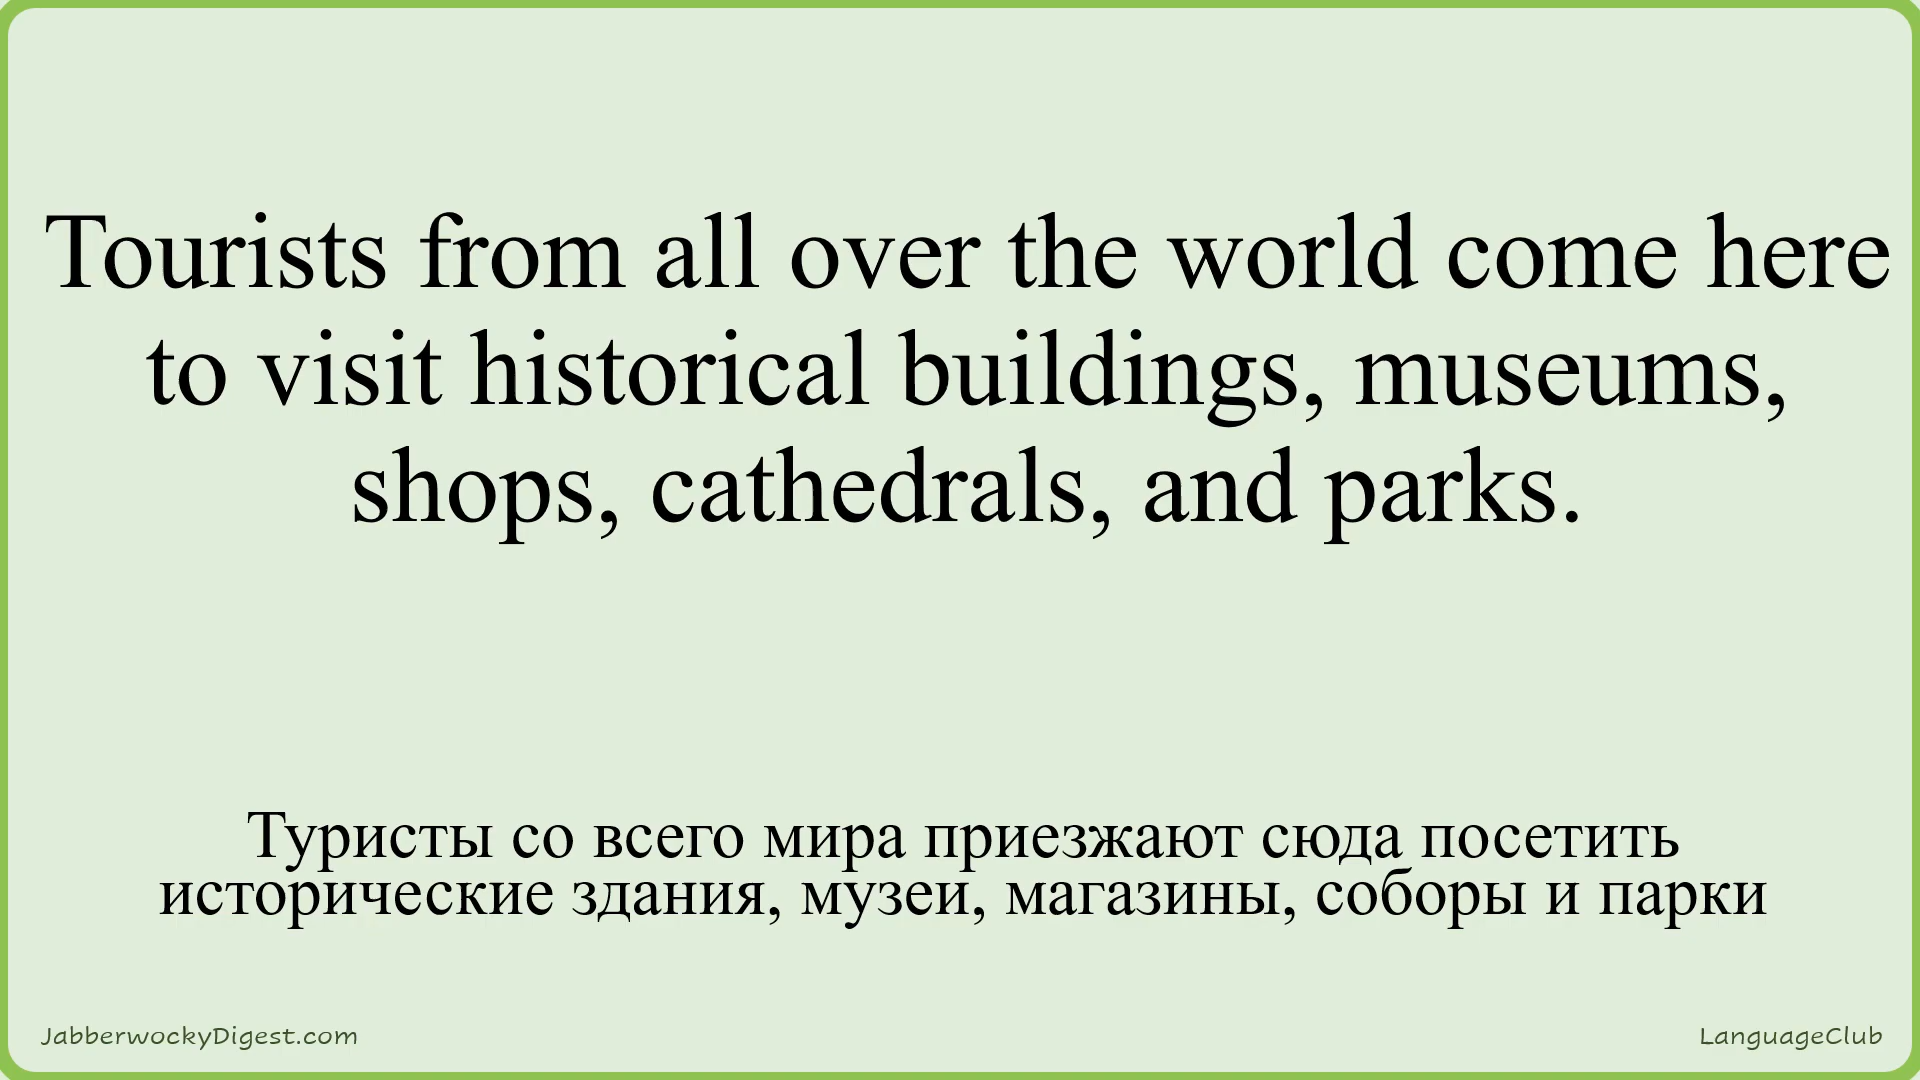 Tourists from all over the world come here
to visit historical buildings, museums,
shops, cathedrals, and parks.
Туристы со всего мира приезжают сюда посетить
исторические здания, музеи, магазины, соборы и парки
JabberwockyDigest.com
LanguageClub